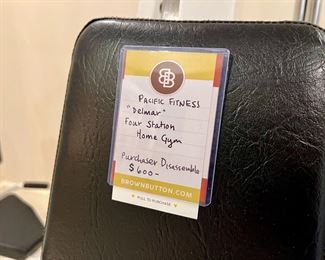 BB
PACIFIC FITNESS
"Delmar"
Four Station
Home Gym
Purchaser Disassemble
$600-
BROWNBUTTON.COM
PULL TO PURCHASE